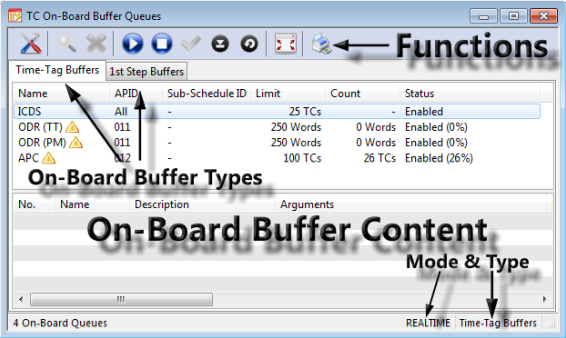 TC On-Board Buffer Queues
Functions
Time-Tag Buffers 1st Step Buffers
Name APID Sub-Schedule ID Limit Count Status
ICDS All - 25 TCs - Enabled
ODR (TT) 011 - 250 Words 0 Words Enabled (0%)
ODR (PM) 011 - 250 Words 0 Words Enabled (0%)
APC 012 - 100 TCs 26 TCs Enabled (26%)
On-Board Buffer Types
No. Name Description Arguments
On-Board Buffer Content
Mode & Type
4 On-Board Queues REALTIME Time-Tag Buffers